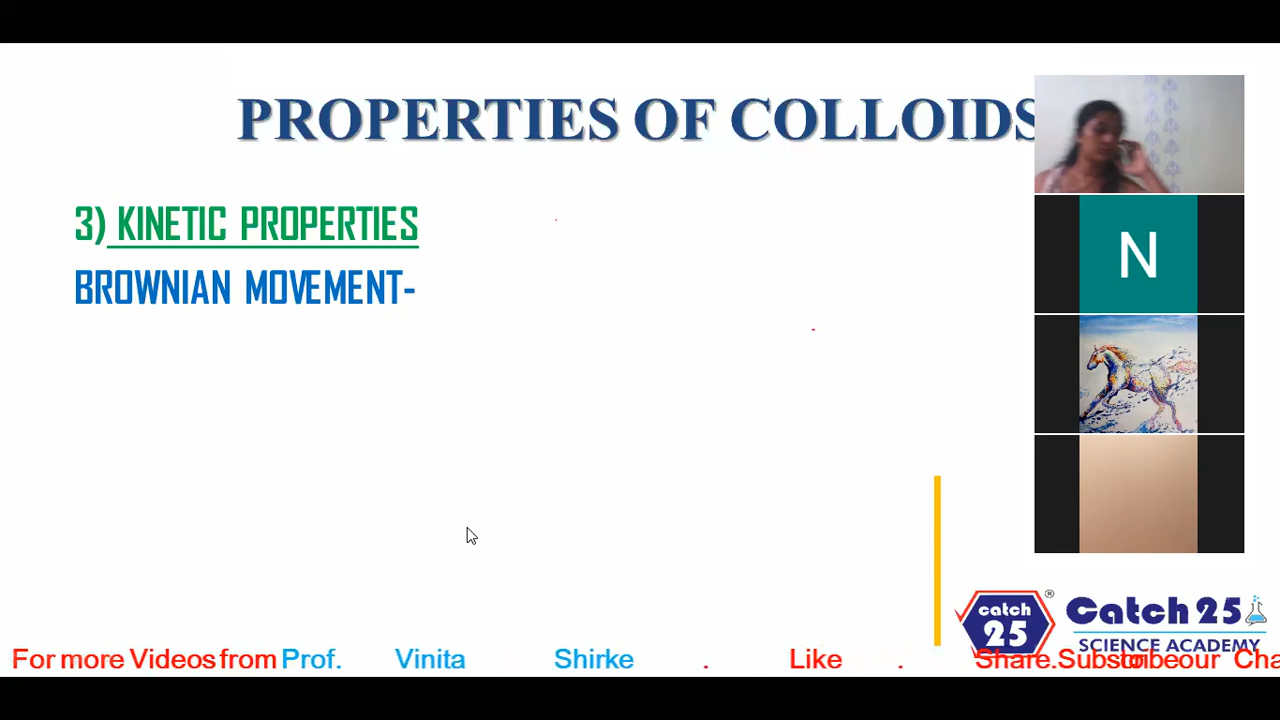 PROPERTIES OF COLLOIDS
3) KINETIC PROPERTIES
BROWNIAN MOVEMENT-
N
catch
25
®
Catch 25
SCIENCE ACADEMY
For more Videos from Prof. Vinita Shirke . Like . Share.